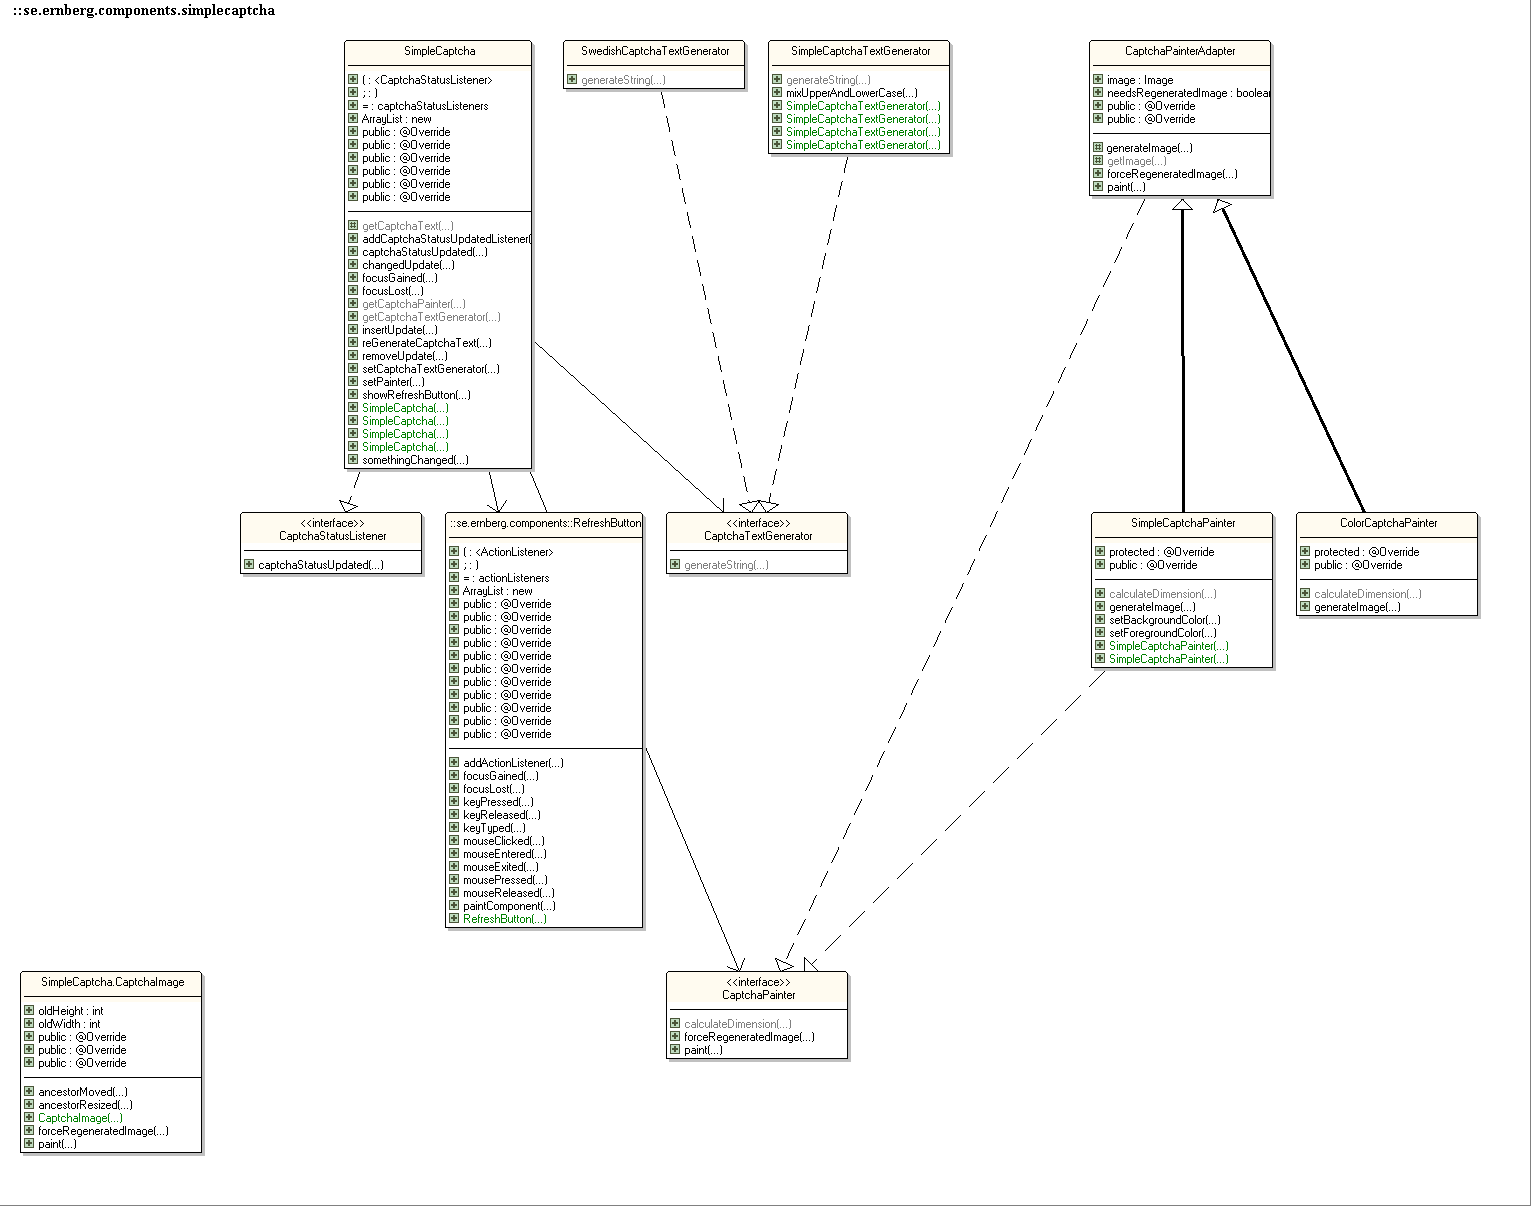 ::se.ernberg.components.simplecaptcha
SimpleCaptcha
( : <CaptchaStatusListener>
; : )
= : captchaStatusListeners
ArrayList : new
public : @Override
public : @Override
public : @Override
public : @Override
public : @Override
public : @Override
getCaptchaText(...)
addCaptchaStatusUpdatedListener(
captchaStatusUpdated(...)
changedUpdate(...)
focusGained(...)
focusLost(...)
getCaptchaPainter(...)
getCaptchaTextGenerator(...)
insertUpdate(...)
reGenerateCaptchaText(...)
removeUpdate(...)
setCaptchaTextGenerator(...)
setPainter(...)
showRefreshButton(...)
SimpleCaptcha(...)
SimpleCaptcha(...)
SimpleCaptcha(...)
SimpleCaptcha(...)
somethingChanged(...)
SwedishCaptchaTextGenerator
generateString(...)
SimpleCaptchaTextGenerator
generateString(...)
mixUpperAndLowerCase(...)
SimpleCaptchaTextGenerator(...)
SimpleCaptchaTextGenerator(...)
SimpleCaptchaTextGenerator(...)
SimpleCaptchaTextGenerator(...)
CaptchaPainterAdapter
image : Image
needsRegeneratedImage : boolean
public : @Override
public : @Override
generateImage(...)
getImage(...)
forceRegeneratedImage(...)
paint(...)
<<interface>>
CaptchaStatusListener
captchaStatusUpdated(...)
::se.ernberg.components::RefreshButton
( : <ActionListener>
; : )
= : actionListeners
ArrayList : new
public : @Override
public : @Override
public : @Override
public : @Override
public : @Override
public : @Override
public : @Override
public : @Override
public : @Override
public : @Override
public : @Override
addActionListener(...)
focusGained(...)
focusLost(...)
keyPressed(...)
keyReleased(...)
keyTyped(...)
mouseClicked(...)
mouseEntered(...)
mouseExited(...)
mousePressed(...)
mouseReleased(...)
paintComponent(...)
RefreshButton(...)
<<interface>>
CaptchaTextGenerator
generateString(...)
SimpleCaptchaPainter
protected : @Override
public : @Override
calculateDimension(...)
generateImage(...)
setBackgroundColor(...)
setForegroundColor(...)
SimpleCaptchaPainter(...)
SimpleCaptchaPainter(...)
ColorCaptchaPainter
protected : @Override
public : @Override
calculateDimension(...)
generateImage(...)
SimpleCaptcha.CaptchaImage
oldHeight : int
oldWidth : int
public : @Override
public : @Override
public : @Override
ancestorMoved(...)
ancestorResized(...)
CaptchaImage(...)
forceRegeneratedImage(...)
paint(...)
<<interface>>
CaptchaPainter
calculateDimension(...)
forceRegeneratedImage(...)
paint(...)